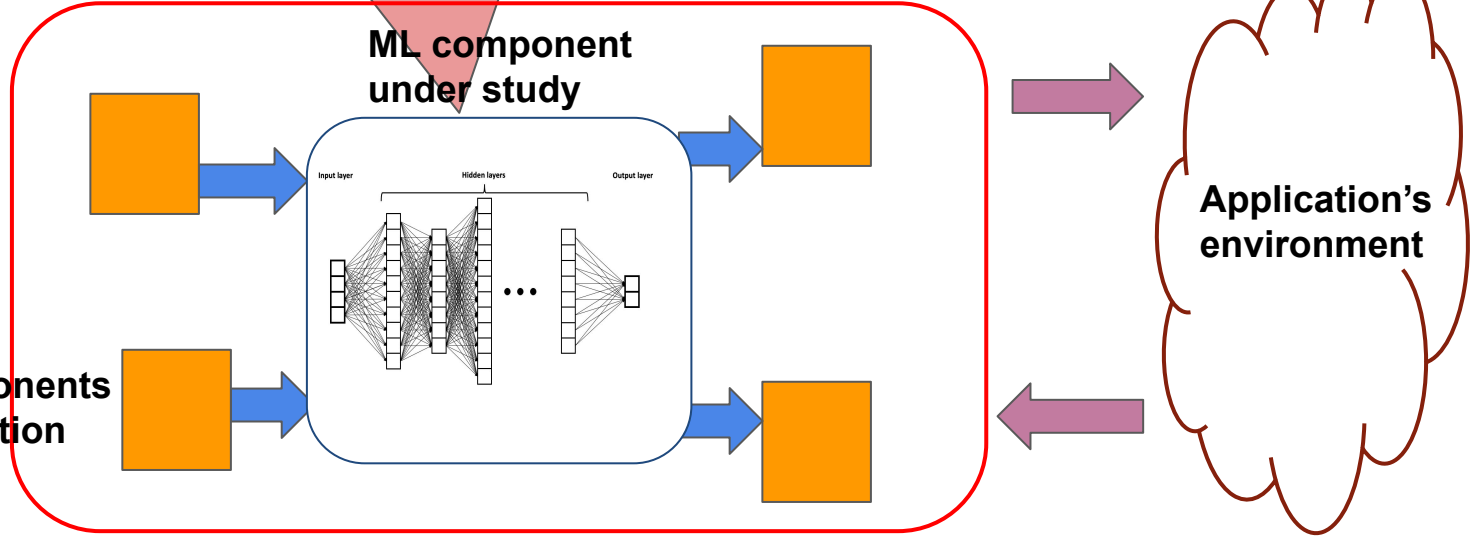 ML component
under study
Input layer
Hidden layers
Output layer
Application’s
environment
onents
tion